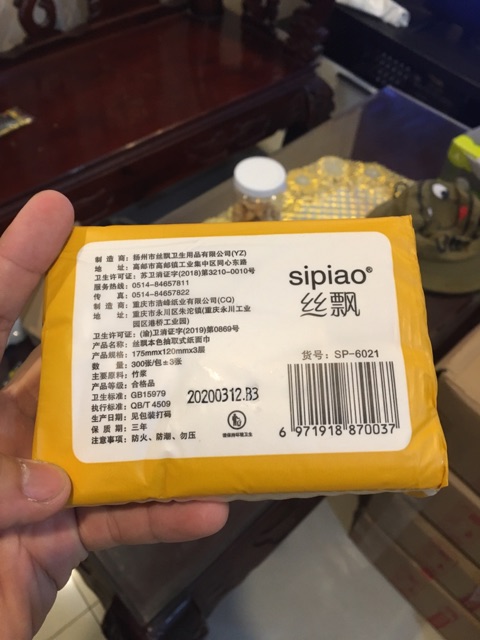 制 造 商: 扬州市丝飘卫生用品有限公司(YZ)
地 址: 高邮市高邮镇工业集中区同心东路
卫生许可证: 苏卫消证字(2018)第3210-0010号
服务热线: 0514-84657811
传 真: 0514-84657822
制 造 商: 重庆市浩峰纸业有限公司(CQ)
地 址: 重庆市永川区朱沱镇(重庆永川工业
园区港桥工业园)
卫生许可证: (渝)卫消证字(2019)第0869号
产品名称: 丝飘本色抽取式纸面巾
产品规格: 175mmx120mmx3层
数 量: 300张/包±3张
主要原料: 竹浆
产品等级: 合格品
卫生标准: GB15979
执行标准: QB/T 4509
生产日期: 见包装打码
保 质 期: 三年
注意事项: 防火、防潮、勿压
20200312.B3
sipiao®
丝飘
货号: SP-6021
6 971918 870037